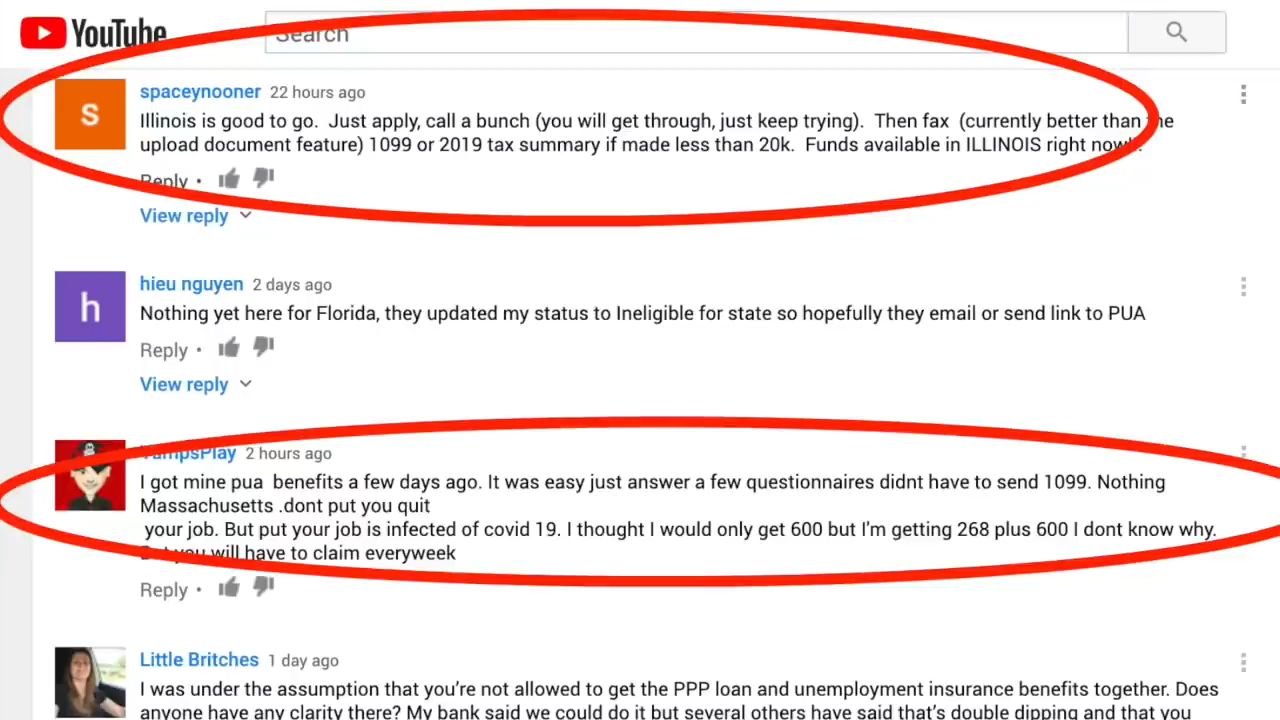 YouTube
Search
s
spaceynooner 22 hours ago
Illinois is good to go. Just apply, call a bunch (you will get through, just keep trying). Then fax (currently better than the
upload document feature) 1099 or 2019 tax summary if made less than 20k. Funds available in ILLINOIS right now!.
Reply •
View reply
h
hieu nguyen 2 days ago
Nothing yet here for Florida, they updated my status to Ineligible for state so hopefully they email or send link to PUA
Reply •
View reply
YampsPlay 2 hours ago
I got mine pua benefits a few days ago. It was easy just answer a few questionnaires didnt have to send 1099. Nothing
Massachusetts .dont put you quit
your job. But put your job is infected of covid 19. I thought I would only get 600 but I'm getting 268 plus 600 I dont know why.
But you will have to claim everyweek
Reply •
Little Britches 1 day ago
I was under the assumption that you're not allowed to get the PPP loan and unemployment insurance benefits together. Does
anyone have any clarity there? My bank said we could do it but several others have said that's double dipping and that you